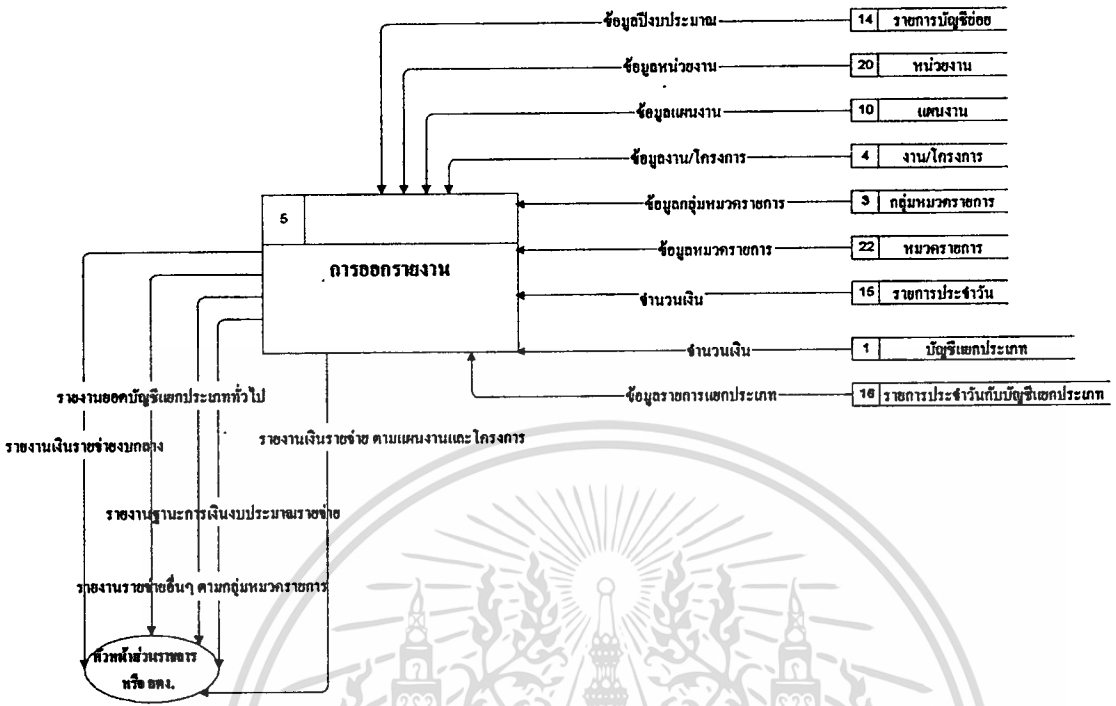 ข้อมูลปีงบประมาณ 14 รายการบัญชีย่อย
ข้อมูลหน่วยงาน 20 หน่วยงาน
ข้อมูลแผนงาน 10 แผนงาน
ข้อมูลงาน/โครงการ 4 งาน/โครงการ
ข้อมูลกลุ่มหมวดรายการ 3 กลุ่มหมวดรายการ
5
ข้อมูลหมวดรายการ 22 หมวดรายการ
การออกรายงาน
จำนวนเงิน 15 รายการประจำวัน
จำนวนเงิน 1 บัญชีแยกประเภท
ข้อมูลรายการแยกประเภท 16 รายการประจำวันกับบัญชีแยกประเภท
รายงานยอดบัญชีแยกประเภททั่วไป
รายงานเงินรายจ่ายงบกลาง
รายงานเงินรายจ่าย ตามแผนงานและโครงการ
รายงานฐานะการเงินงบประมาณรายจ่าย
รายงานรายจ่ายอื่นๆ ตามกลุ่มหมวดรายการ
หัวหน้าส่วนราชการ
หรือ สตง.